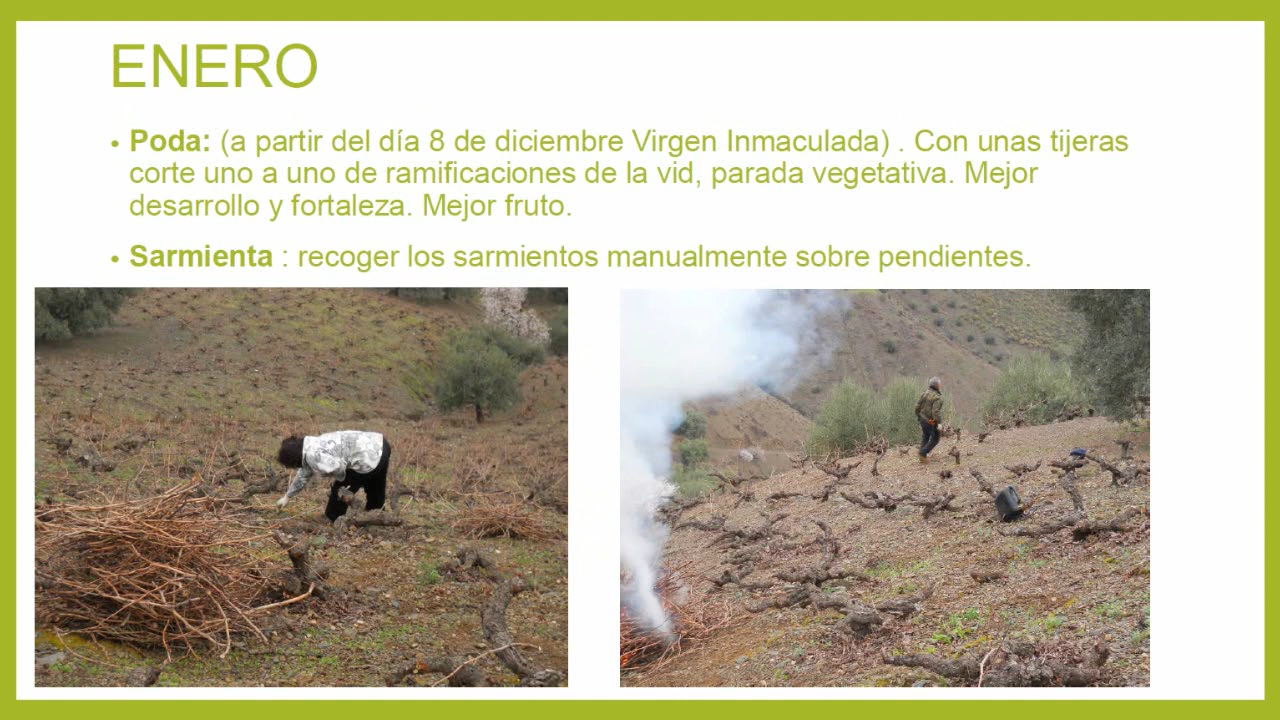 ENERO
• Poda: (a partir del día 8 de diciembre Virgen Inmaculada) . Con unas tijeras
corte uno a uno de ramificaciones de la vid, parada vegetativa. Mejor
desarrollo y fortaleza. Mejor fruto.
• Sarmienta : recoger los sarmientos manualmente sobre pendientes.